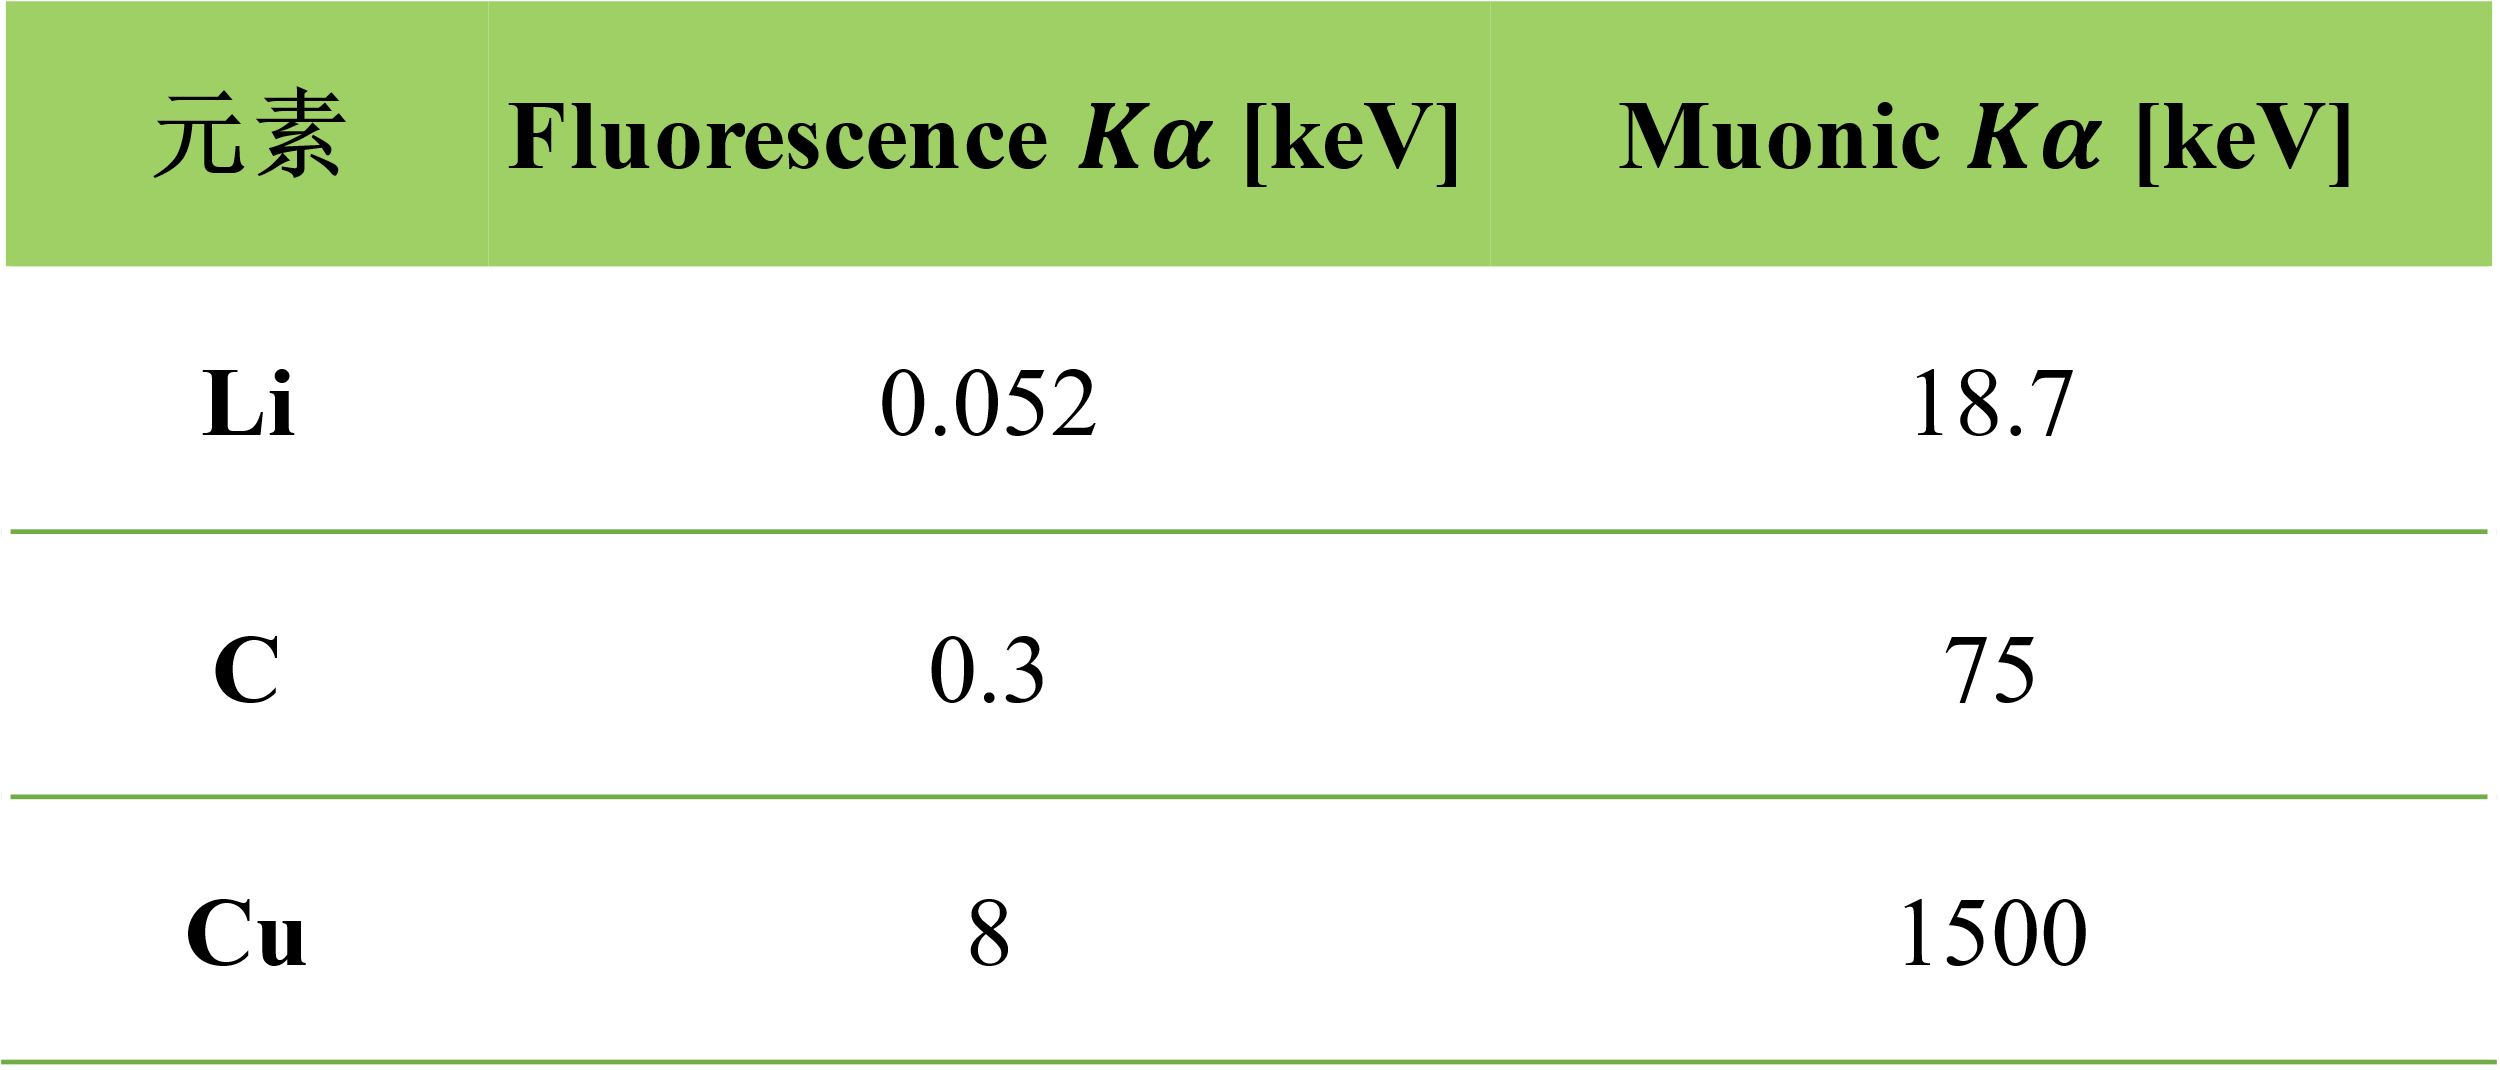 元素 Fluorescence Kα [keV] Muonic Kα [keV]
Li 0.052 18.7
C 0.3 75
Cu 8 1500